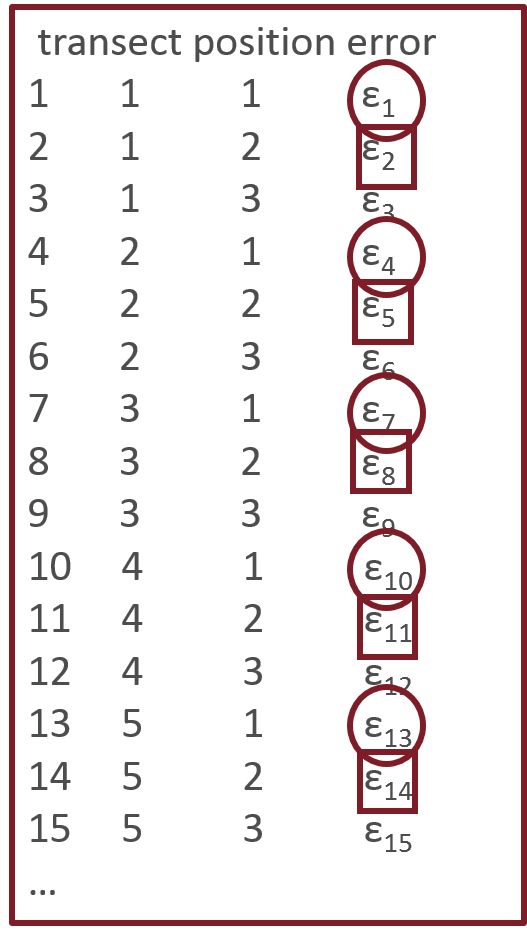 transect position error
1 1 1 ε1
2 1 2 ε2
3 1 3 ε3
4 2 1 ε4
5 2 2 ε5
6 2 3 ε6
7 3 1 ε7
8 3 2 ε8
9 3 3 ε9
10 4 1 ε10
11 4 2 ε11
12 4 3 ε12
13 5 1 ε13
14 5 2 ε14
15 5 3 ε15
...